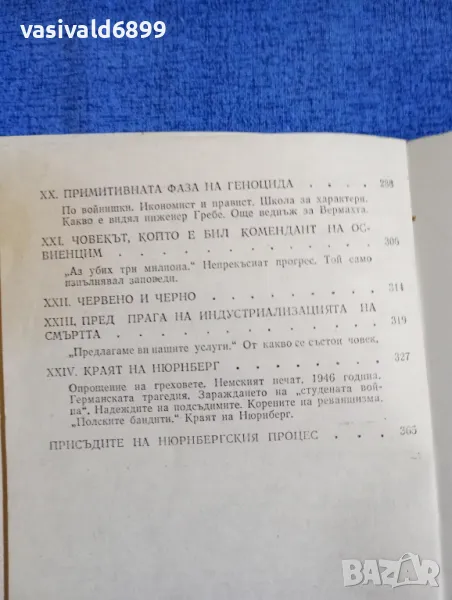 vasivald6899
XX. ПРИМИТИВНАТА ФАЗА НА ГЕНОЦИДА . . . . 288
По войнишки. Икономист и правист. Школа за характери.
Какво е видял инженер Гребе. Още веднъж за Вермахта.
XXI. ЧОВЕКЪТ, КОЙТО Е БИЛ КОМЕНДАНТ НА ОС-
ВИЕНЦИМ . . . . . . . . . . 305
„Аз убих три милиона.“ Непрекъснат прогрес. Той само
изпълнявал заповеди.
XXII. ЧЕРВЕНО И ЧЕРНО . . . . . . . 311
XXIII. ПРЕД ПРАГА НА ИНДУСТРИАЛИЗАЦИЯТА НА
СМЪРТТА . . . . . . . . . . 319
„Предлагаме ви нашите услуги.“ От какво се състои човек.
XXIV. КРАЯТ НА НЮРНБЕРГ . . . . . . 327
Опрощение на греховете. Немският печат, 1946 година.
Германската трагедия. Зараждането на „студената вой-
на“. Надеждите на подсъдимите. Корените на реваншизма.
„Полските бандити.“ Краят на Нюрнберг.
ПРИСЪДИТЕ НА НЮРНБЕРГСКИЯ ПРОЦЕС . . . 365
BAZAR